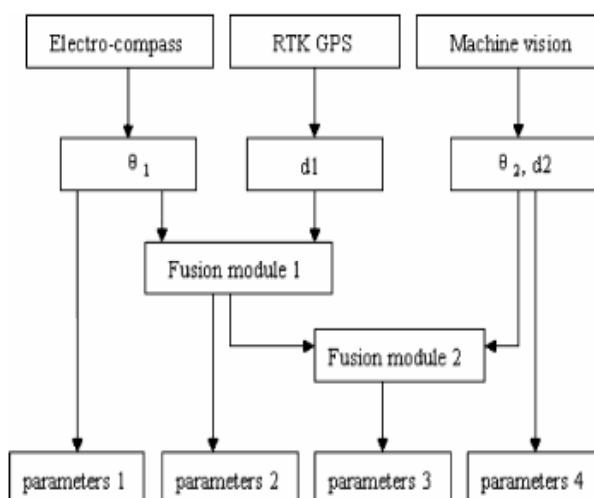 Electro-compass
RTK GPS
Machine vision
θ 1
d1
θ 2, d2
Fusion module 1
Fusion module 2
parameters 1
parameters 2
parameters 3
parameters 4